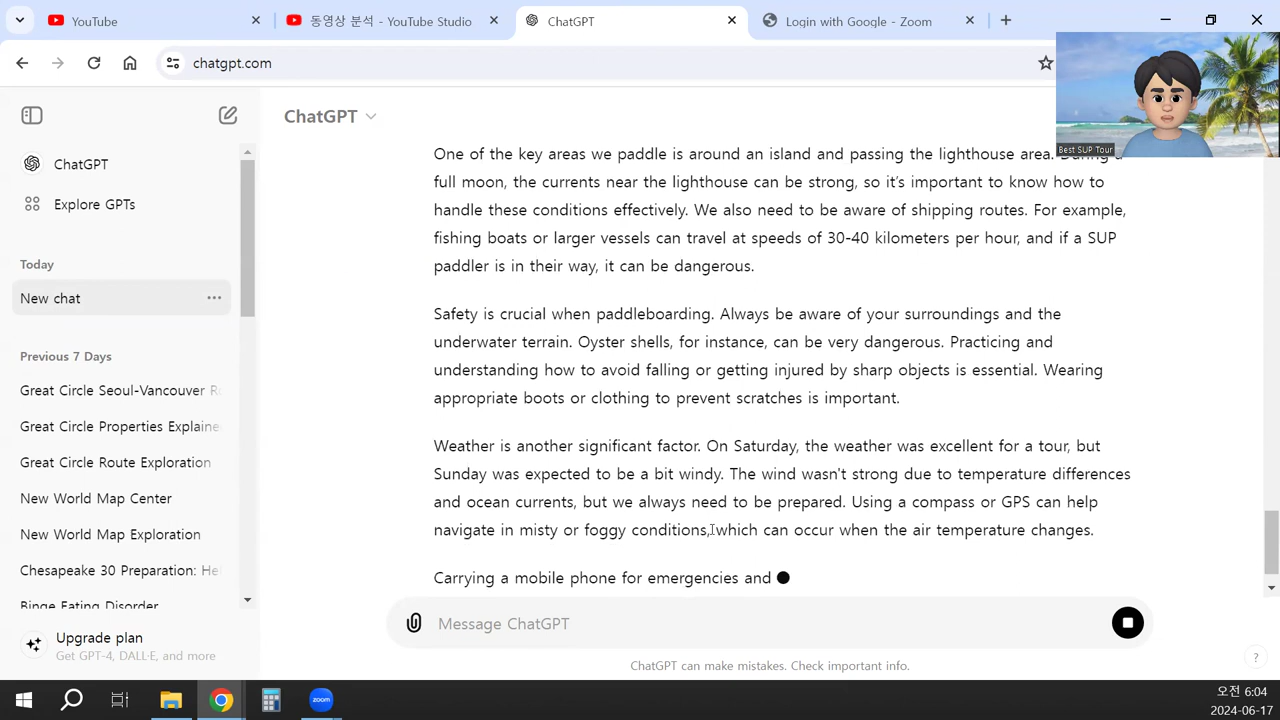 YouTube
동영상 분석 - YouTube Studio
ChatGPT
Login with Google - Zoom
chatgpt.com
Best SUP Tour
ChatGPT
ChatGPT
Explore GPTs
Today
New chat
Previous 7 Days
Great Circle Seoul-Vancouver
Great Circle Properties Explaine
Great Circle Route Exploration
New World Map Center
New World Map Exploration
Chesapeake 30 Preparation: He
Binge Eating Disorder
Upgrade plan
Get GPT-4, DALL·E, and more
One of the key areas we paddle is around an island and passing the lighthouse area. During a
full moon, the currents near the lighthouse can be strong, so it’s important to know how to
handle these conditions effectively. We also need to be aware of shipping routes. For example,
fishing boats or larger vessels can travel at speeds of 30-40 kilometers per hour, and if a SUP
paddler is in their way, it can be dangerous.
Safety is crucial when paddleboarding. Always be aware of your surroundings and the
underwater terrain. Oyster shells, for instance, can be very dangerous. Practicing and
understanding how to avoid falling or getting injured by sharp objects is essential. Wearing
appropriate boots or clothing to prevent scratches is important.
Weather is another significant factor. On Saturday, the weather was excellent for a tour, but
Sunday was expected to be a bit windy. The wind wasn't strong due to temperature differences
and ocean currents, but we always need to be prepared. Using a compass or GPS can help
navigate in misty or foggy conditions, which can occur when the air temperature changes.
Carrying a mobile phone for emergencies and
Message ChatGPT
ChatGPT can make mistakes. Check important info.
?
zoom
오전 6:04
2024-06-17